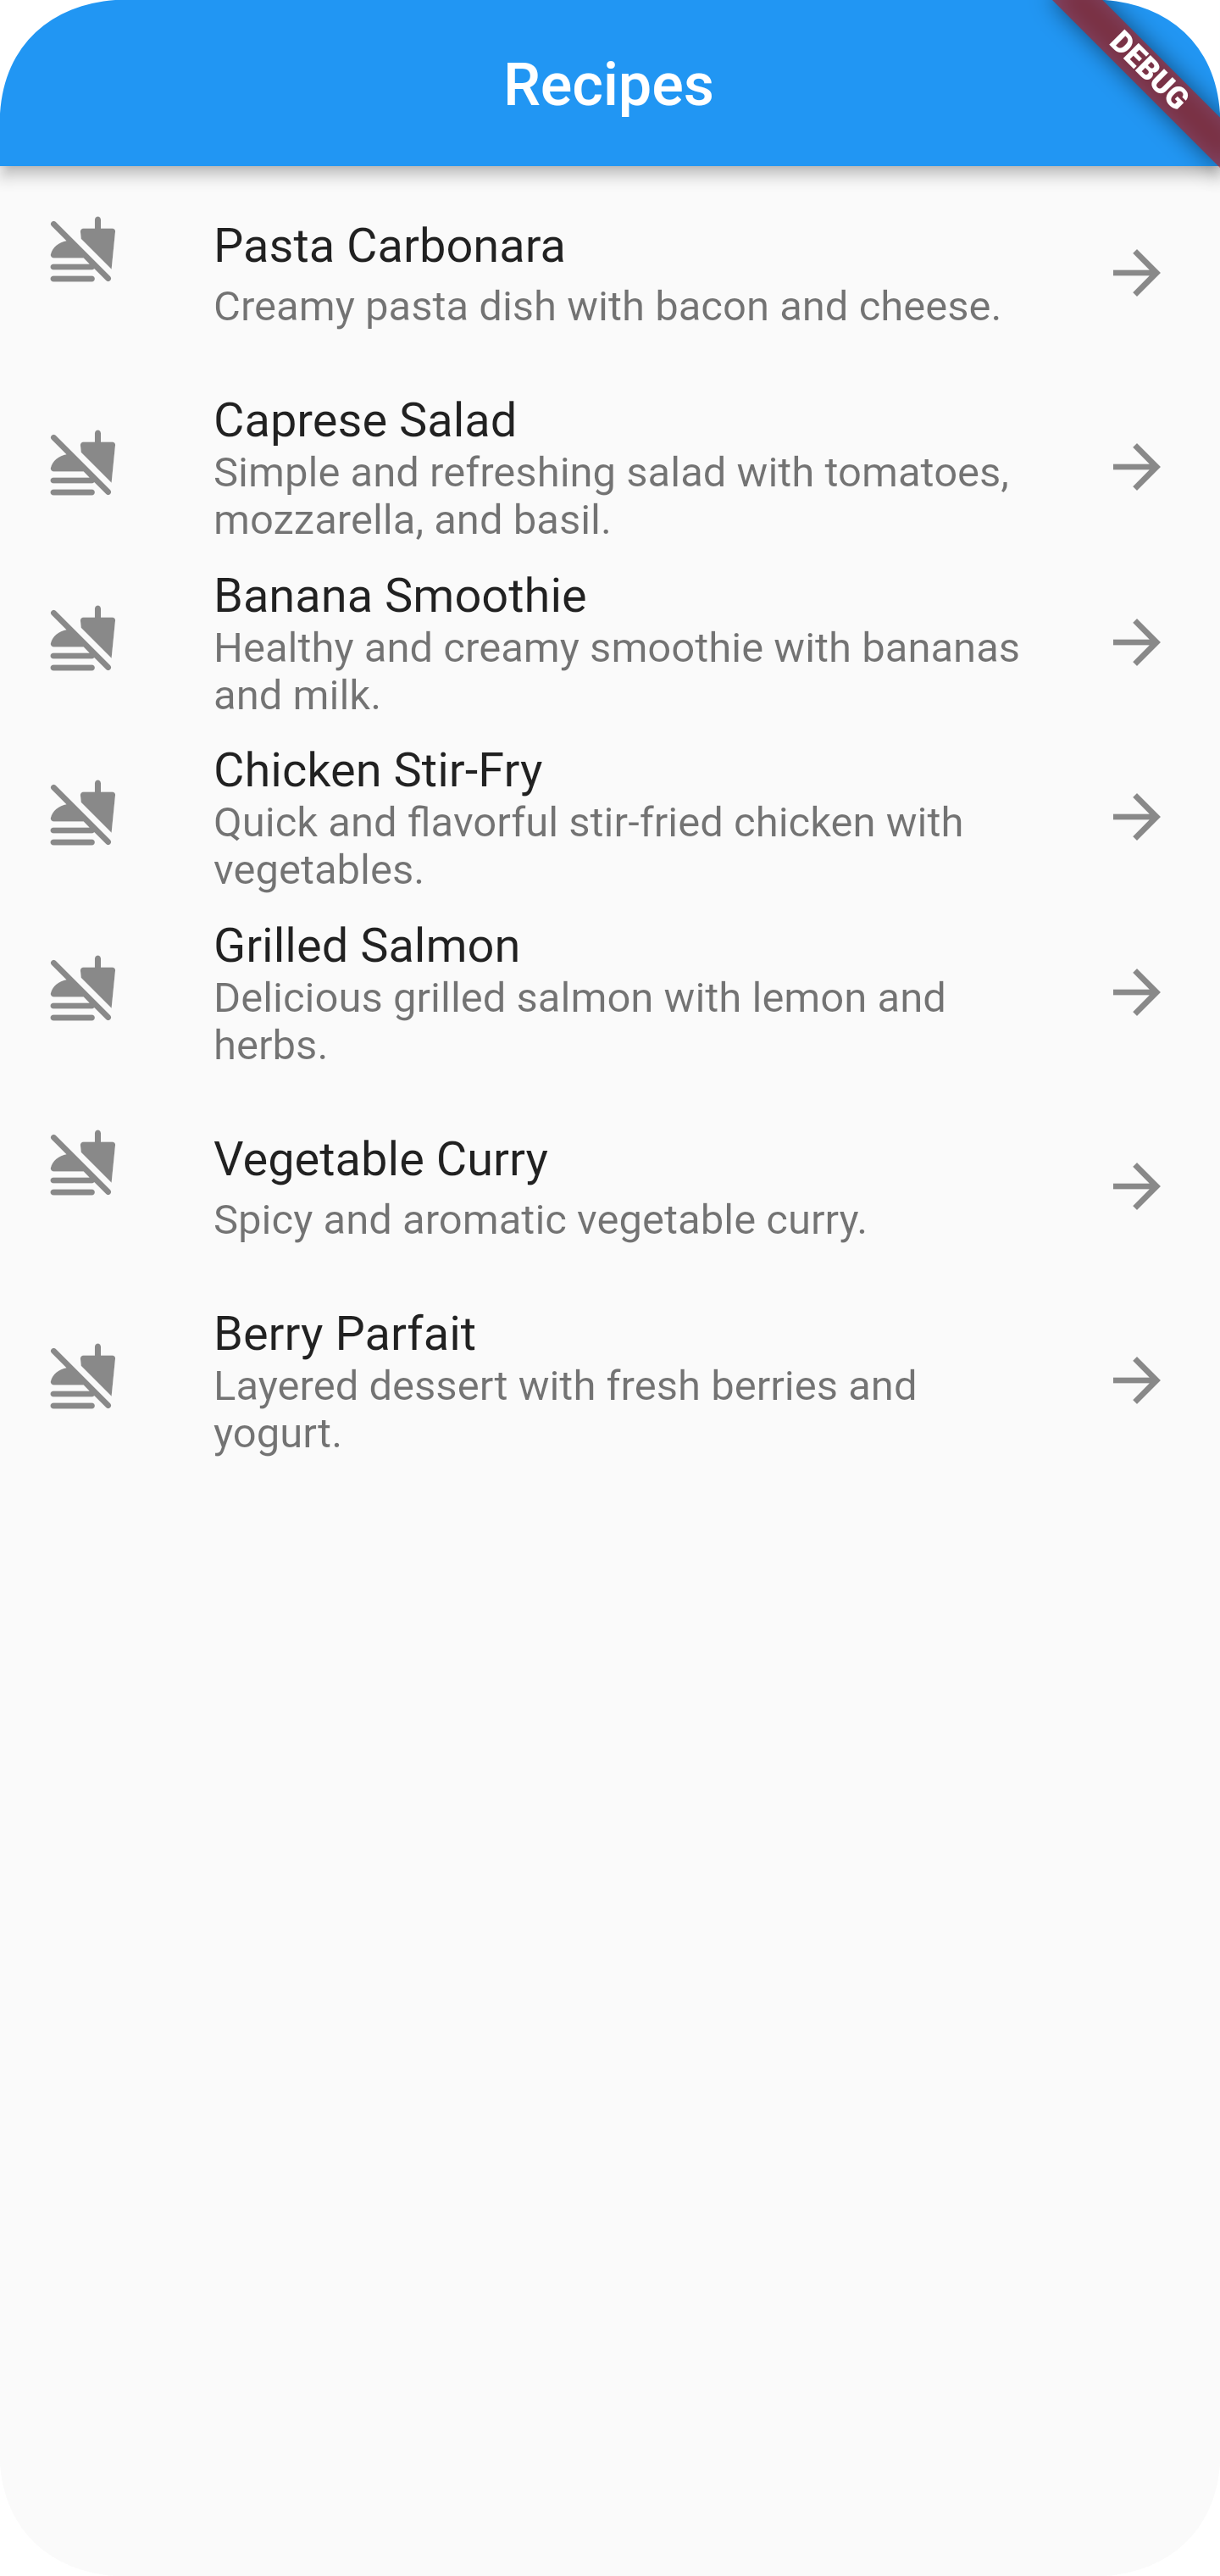 Recipes
DEBUG
Pasta Carbonara
Creamy pasta dish with bacon and cheese.
Caprese Salad
Simple and refreshing salad with tomatoes,
mozzarella, and basil.
Banana Smoothie
Healthy and creamy smoothie with bananas
and milk.
Chicken Stir-Fry
Quick and flavorful stir-fried chicken with
vegetables.
Grilled Salmon
Delicious grilled salmon with lemon and
herbs.
Vegetable Curry
Spicy and aromatic vegetable curry.
Berry Parfait
Layered dessert with fresh berries and
yogurt.